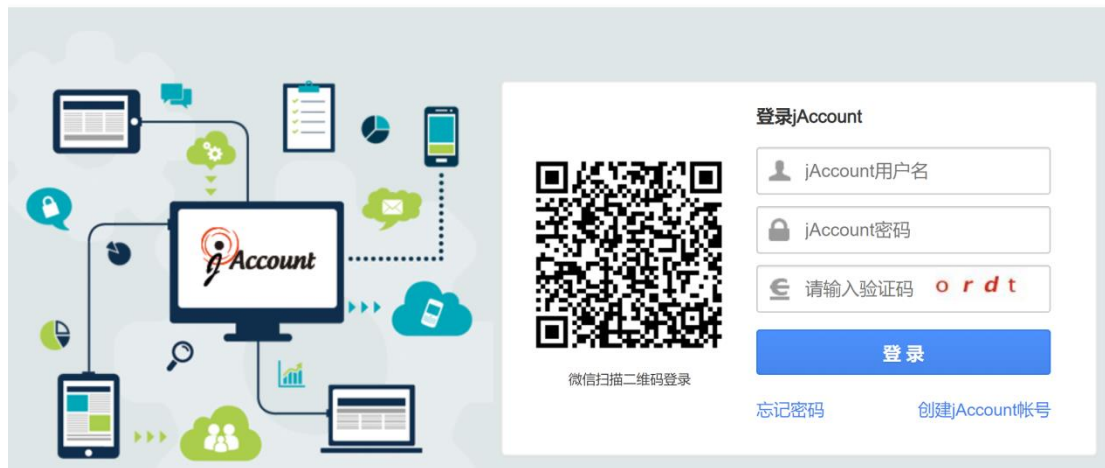 jAccount
登录jAccount
jAccount用户名
jAccount密码
请输入验证码 ordt
登 录
微信扫描二维码登录
忘记密码 创建jAccount帐号